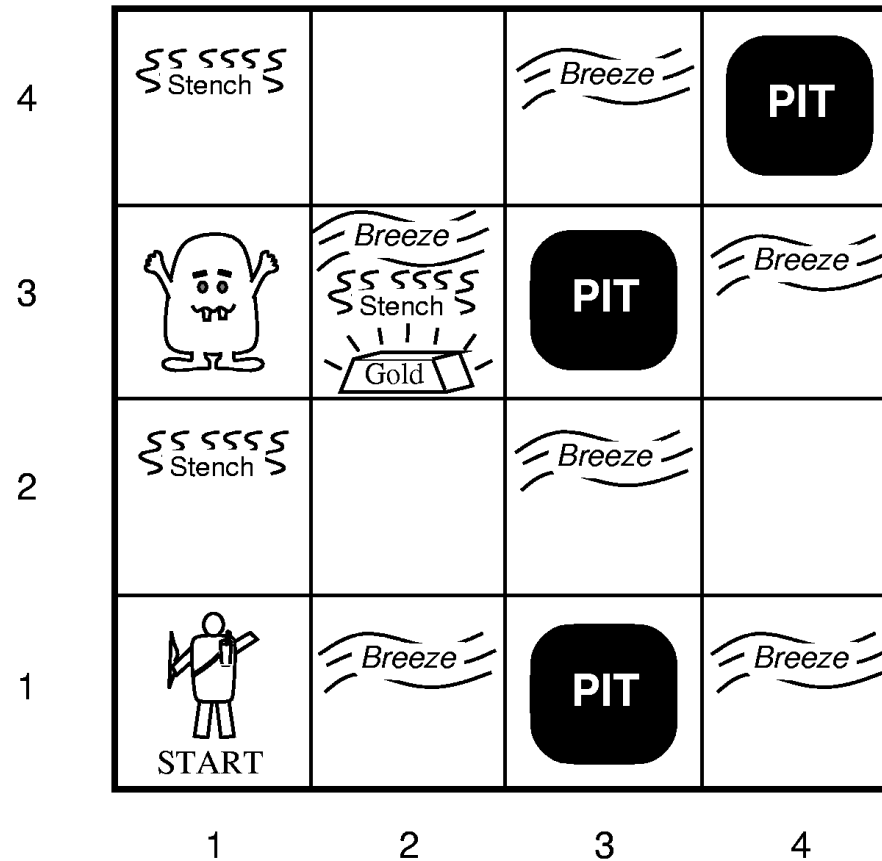 4 Stench Breeze PIT
Breeze
3 Stench PIT Breeze
Gold
2 Stench Breeze
1 Breeze PIT Breeze
START
1 2 3 4